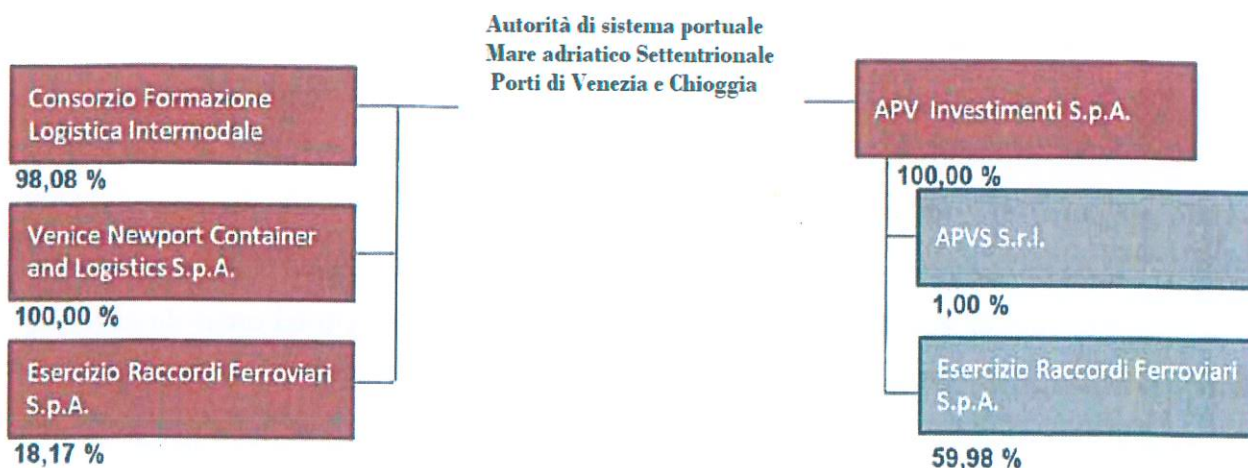 Autorità di sistema portuale
Mare adriatico Settentrionale
Porti di Venezia e Chioggia
Consorzio Formazione
Logistica Intermodale
98,08 %
Venice Newport Container
and Logistics S.p.A.
100,00 %
Esercizio Raccordi Ferroviari
S.p.A.
18,17 %
APV Investimenti S.p.A.
100,00 %
APVS S.r.l.
1,00 %
Esercizio Raccordi Ferroviari
S.p.A.
59,98 %